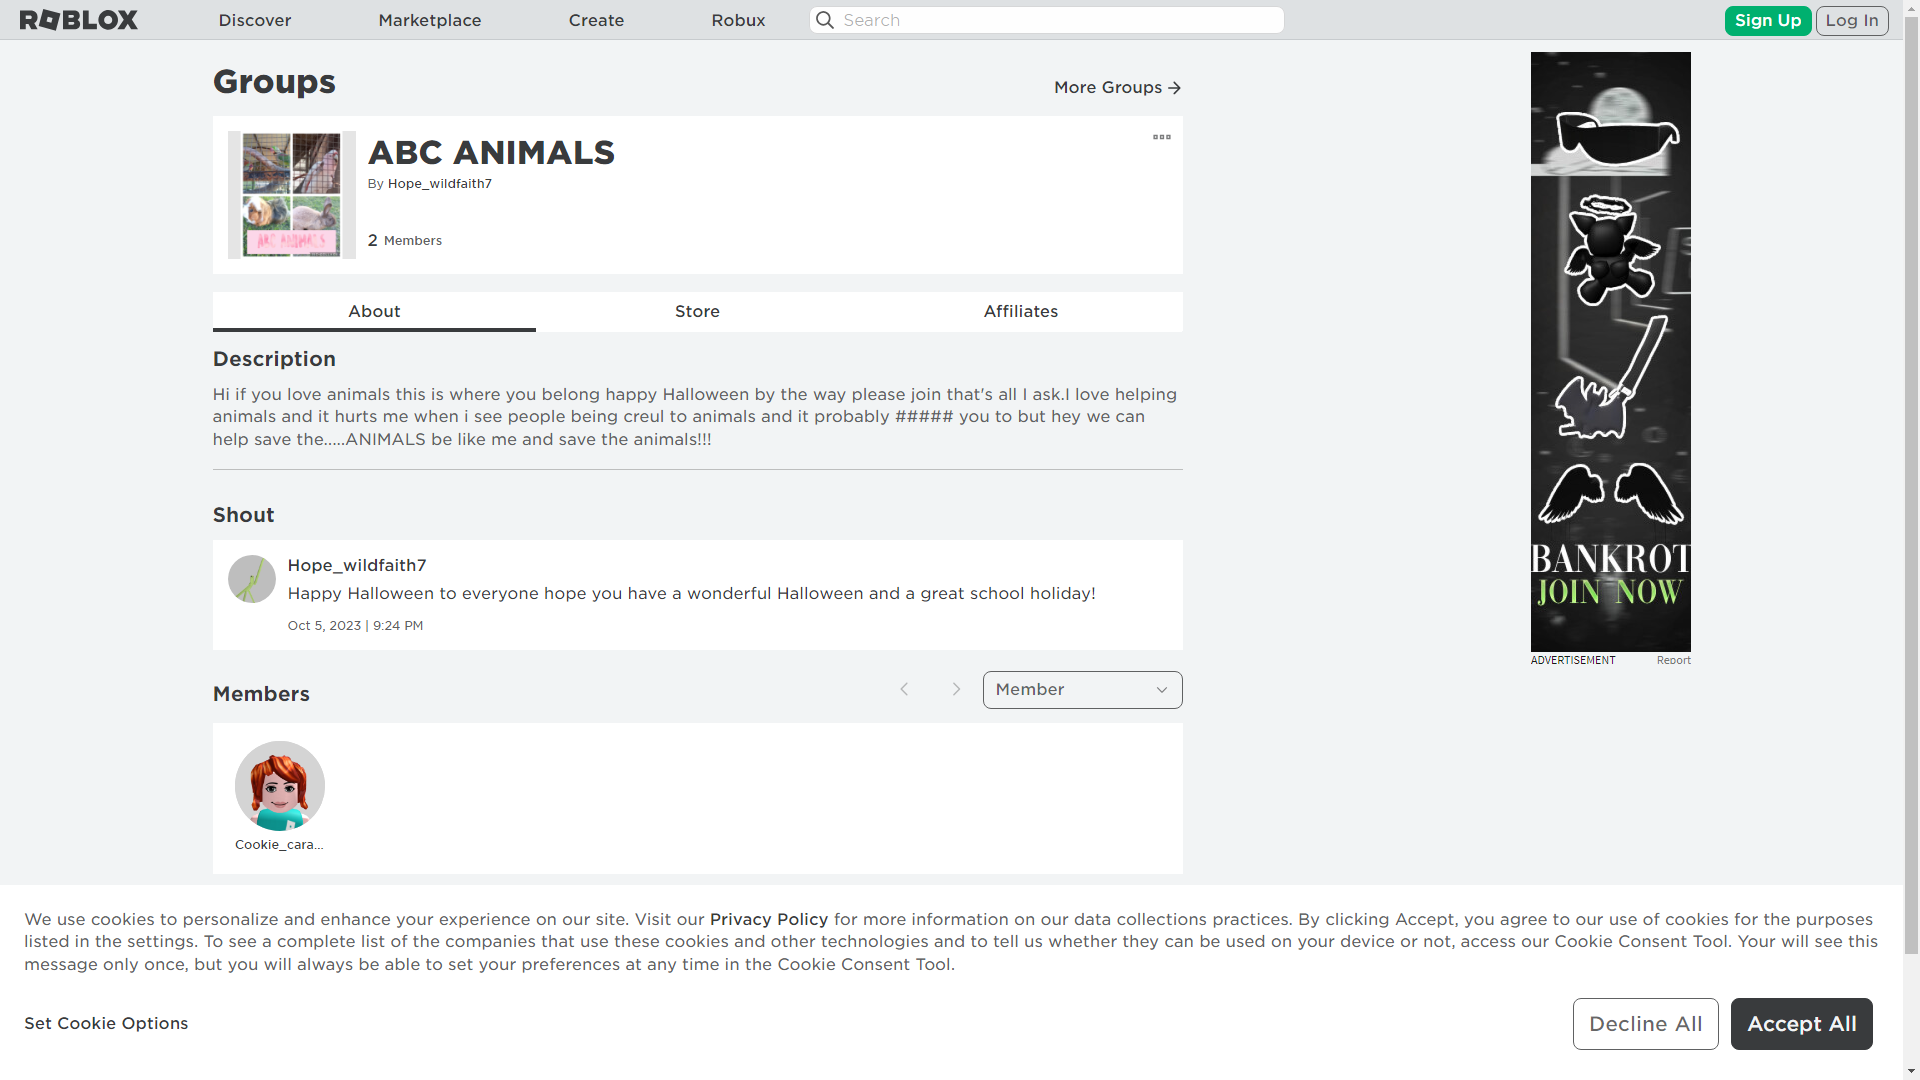 ROBLOX
Discover
Marketplace
Create
Robux
Search
Sign Up
Log In
Groups
More Groups
ABC ANIMALS
ABC ANIMALS
By Hope_wildfaith7
2 Members
About
Store
Affiliates
Description
Hi if you love animals this is where you belong happy Halloween by the way please join that's all I ask.I love helping
animals and it hurts me when i see people being creul to animals and it probably ##### you to but hey we can
help save the.....ANIMALS be like me and save the animals!!!
Shout
Hope_wildfaith7
Happy Halloween to everyone hope you have a wonderful Halloween and a great school holiday!
Oct 5, 2023 | 9:24 PM
Members
Member
Cookie_cara...
BANKROT
JOIN NOW
ADVERTISEMENT
Report
We use cookies to personalize and enhance your experience on our site. Visit our Privacy Policy for more information on our data collections practices. By clicking Accept, you agree to our use of cookies for the purposes
listed in the settings. To see a complete list of the companies that use these cookies and other technologies and to tell us whether they can be used on your device or not, access our Cookie Consent Tool. Your will see this
message only once, but you will always be able to set your preferences at any time in the Cookie Consent Tool.
Set Cookie Options
Decline All
Accept All